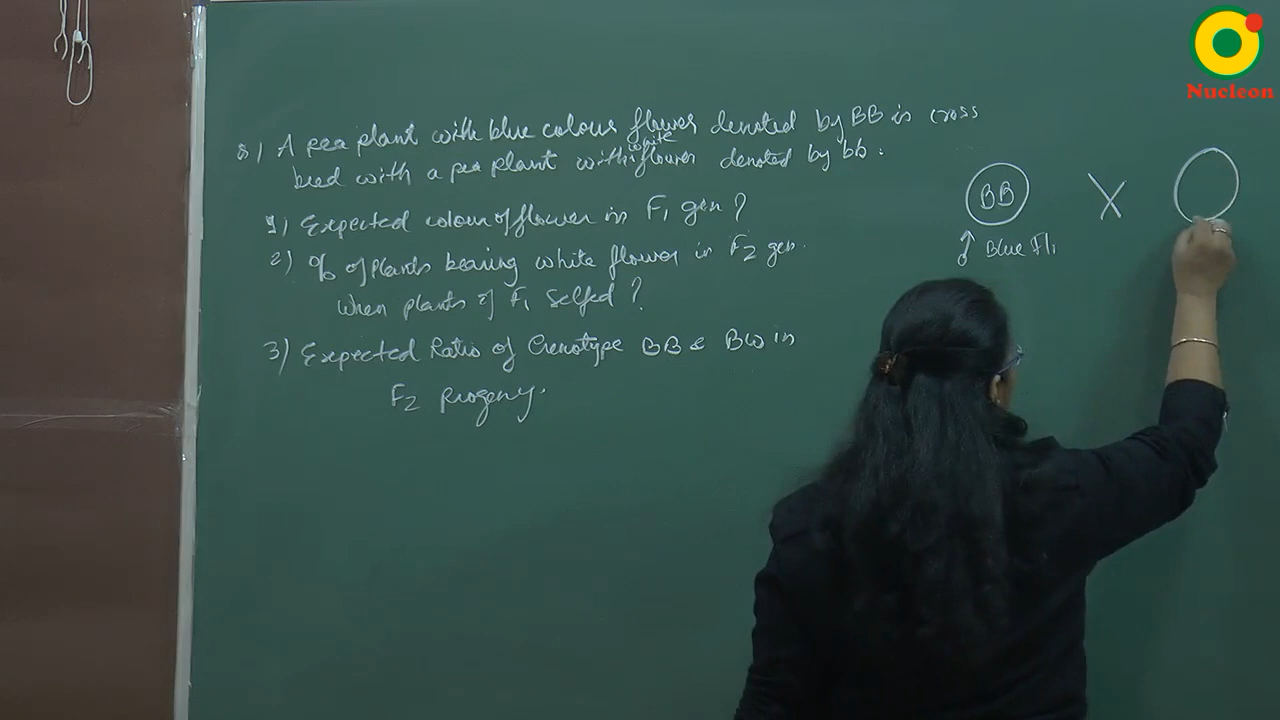 Nucleon
Q1) A pea plant with blue colour flower denoted by BB is cross
bred with a pea plant with white flower denoted by bb.
1) Expected colour of flower in F1 gen?
2) % of plants bearing white flower in F2 gen.
when plants of F1 selfed?
3) Expected Ratio of Genotype BB & BW in
F2 progeny.
BB X
Blue Fl,